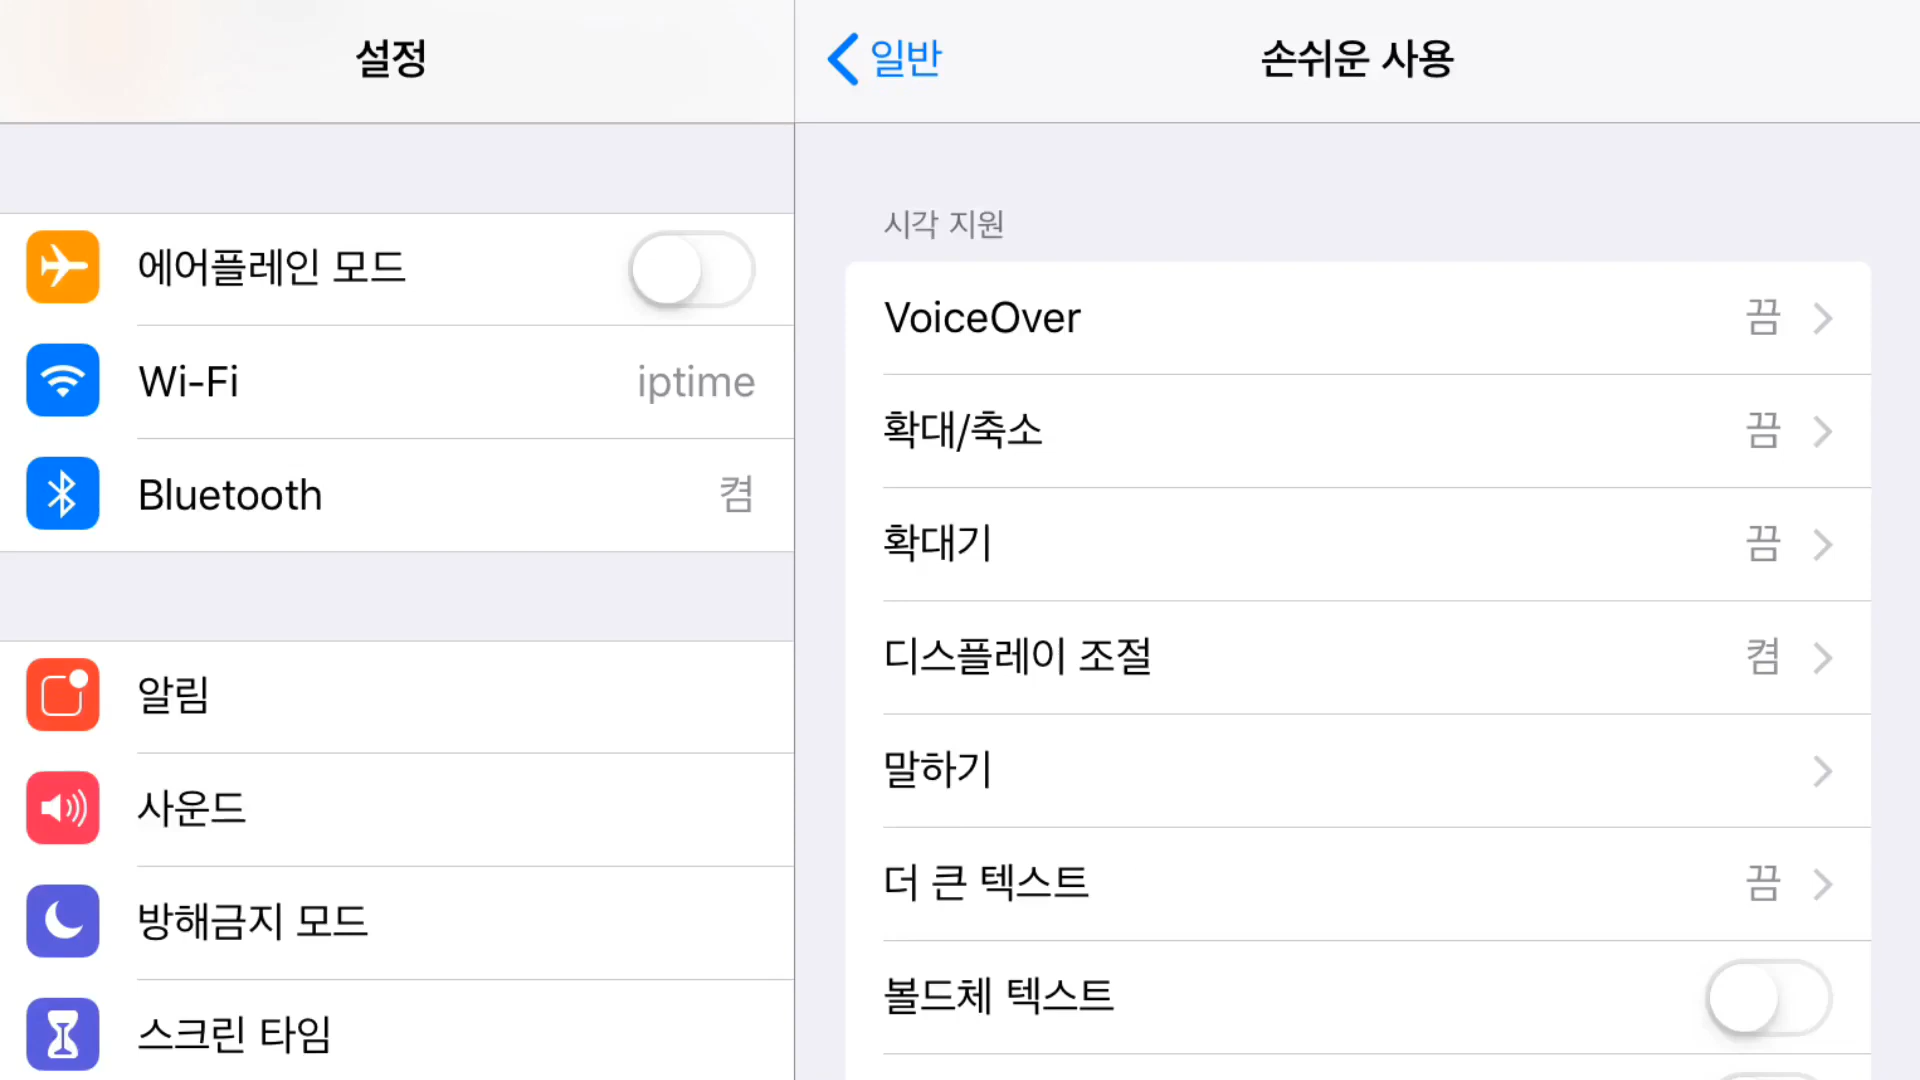 설정
에어플레인 모드
Wi-Fi iptime
Bluetooth 켬
알림
사운드
방해금지 모드
스크린 타임
일반 손쉬운 사용
시각 지원
VoiceOver 끔
확대/축소 끔
확대기 끔
디스플레이 조절 켬
말하기
더 큰 텍스트 끔
볼드체 텍스트